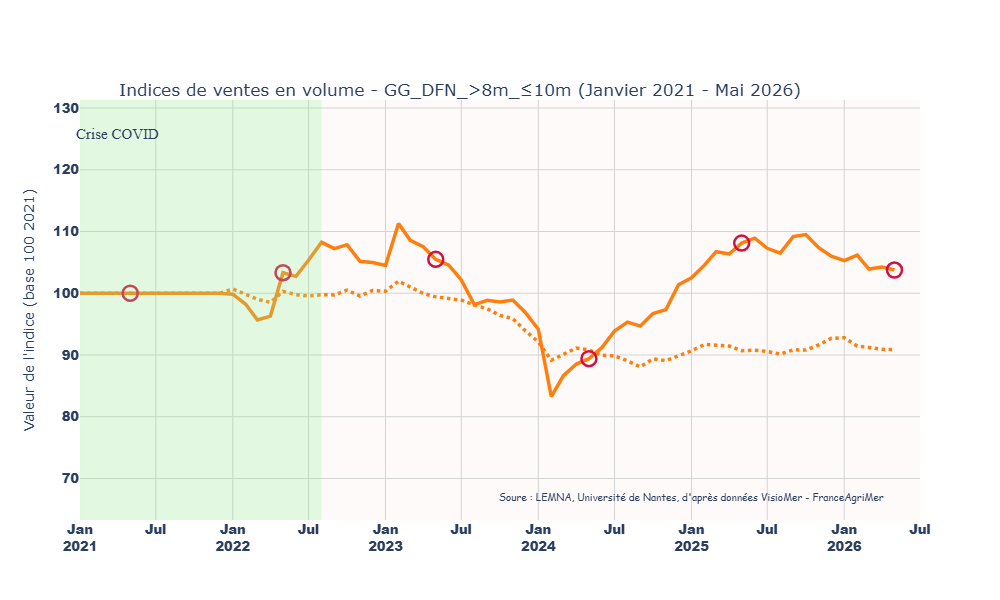 Indices de ventes en volume - GG_DFN_>8m_≤10m (Janvier 2021 - Mai 2026)
Valeur de l'indice (base 100 2021)
130
120
110
100
90
80
70
Crise COVID
Soure : LEMNA, Université de Nantes, d'après données VisioMer - FranceAgriMer
Jan Jul Jan Jul Jan Jul Jan Jul Jan Jul Jan Jul
2021 2022 2023 2024 2025 2026